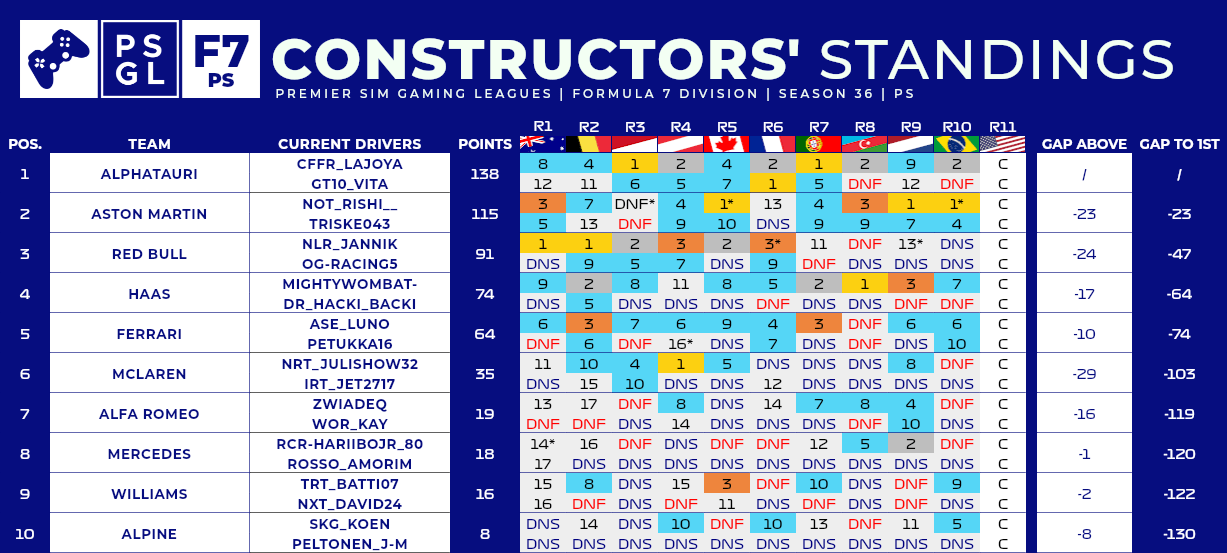 PS GL F7 PS CONSTRUCTORS' STANDINGS
PREMIER SIM GAMING LEAGUES | FORMULA 7 DIVISION | SEASON 36 | PS
R1 R2 R3 R4 R5 R6 R7 R8 R9 R10 R11
POS. TEAM CURRENT DRIVERS POINTS GAP ABOVE GAP TO 1ST
1 ALPHATAURI CFFR_LAJOYA 138 8 4 1 2 4 2 1 2 9 2 C / /
GT10_VITA 12 11 6 5 7 1 5 DNF 12 DNF C
2 ASTON MARTIN NOT_RISHI__ 115 3 7 DNF* 4 1* 13 4 3 1 1* C -23 -23
TRISKE043 5 13 DNF 9 10 DNS 9 9 7 4 C
3 RED BULL NLR_JANNIK 91 1 1 2 3 2 3* 11 DNF 13* DNS C -24 -47
OG-RACING5 DNS 9 5 7 DNS 9 DNF DNS DNS DNS C
4 HAAS MIGHTYWOMBAT- 74 9 2 8 11 8 5 2 1 3 7 C -17 -64
DR_HACKI_BACKI DNS 5 DNS DNS DNS DNF DNS DNS DNF DNF C
5 FERRARI ASE_LUNO 64 6 3 7 6 9 4 3 DNF 6 6 C -10 -74
PETUKKA16 DNF 6 DNF 16* DNS 7 DNS DNF DNS 10 C
6 MCLAREN NRT_JULISHOW32 35 11 10 4 1 5 DNS DNS DNS 8 DNF C -29 -103
IRT_JET2717 DNS 15 10 DNS DNS 12 DNS DNS DNS DNS C
7 ALFA ROMEO ZWIADEQ 19 13 17 DNF 8 DNS 14 7 8 4 DNF C -16 -119
WOR_KAY DNF DNF DNS 14 DNS DNS DNS DNF 10 DNS C
8 MERCEDES RCR-HARIIBOJR_80 18 14* 16 DNF DNS DNF DNF 12 5 2 DNF C -1 -120
ROSSO_AMORIM 17 DNS DNS DNS DNS DNS DNS DNS DNS DNS C
9 WILLIAMS TRT_BATTI07 16 15 8 DNS 15 3 DNF 10 DNS DNF 9 C -2 -122
NXT_DAVID24 16 DNF DNS DNF 11 DNS DNF DNS DNF DNS C
10 ALPINE SKG_KOEN 8 DNS 14 DNS 10 DNF 10 13 DNF 11 5 C -8 -130
PELTONEN_J-M DNS DNS DNS DNS DNS DNS DNS DNS DNS DNS C